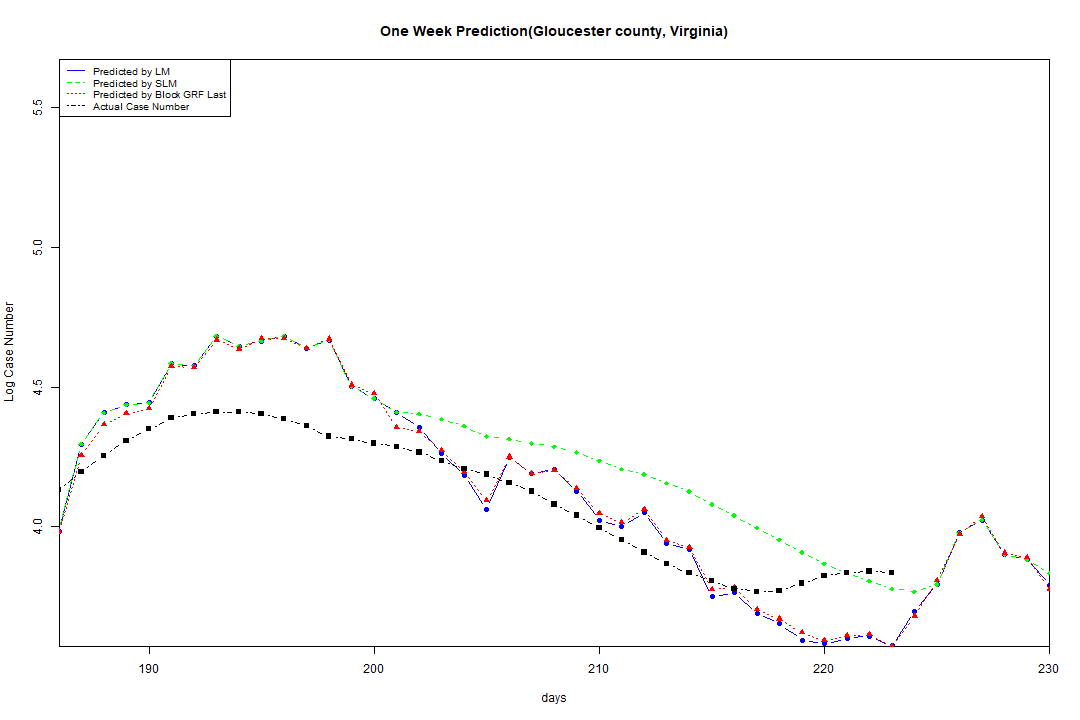 One Week Prediction(Gloucester county, Virginia)
Predicted by LM
Predicted by SLM
Predicted by Block GRF Last
Actual Case Number
5.5
5.0
4.5
4.0
Log Case Number
190
200
210
220
230
days